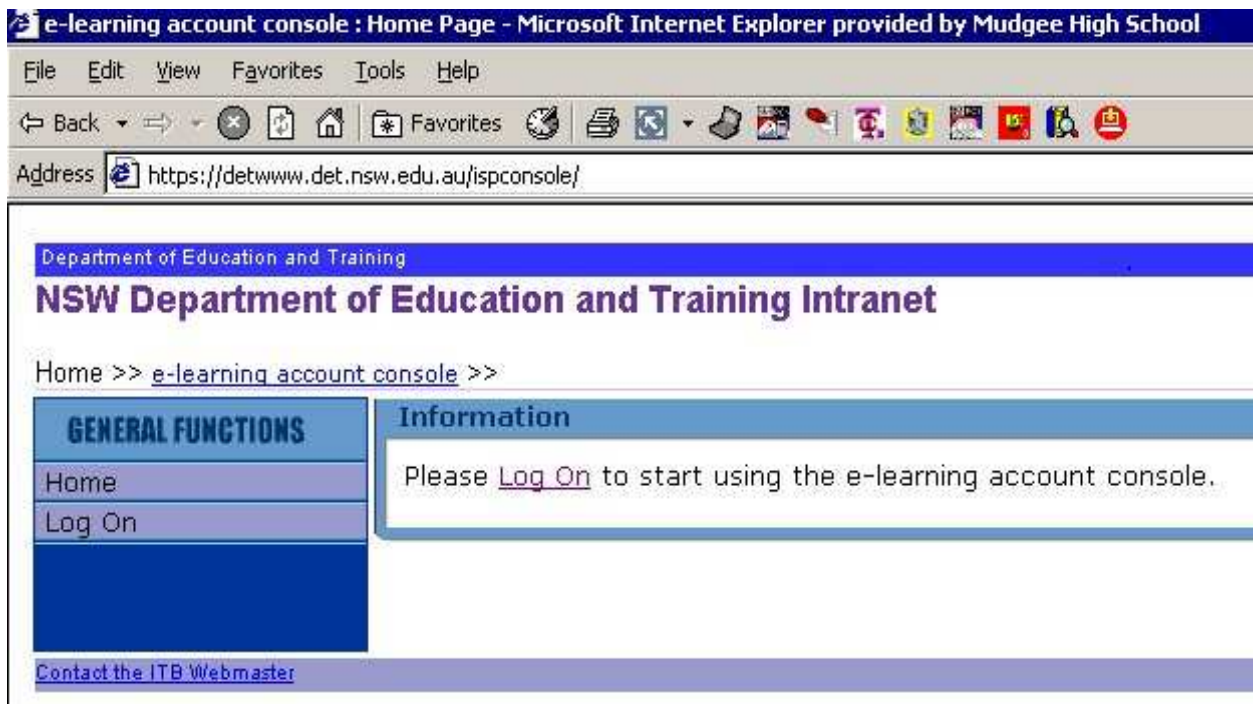 e-learning account console : Home Page - Microsoft Internet Explorer provided by Mudgee High School
File Edit View Favorites Tools Help
Back Favorites
Address https://detwww.det.nsw.edu.au/ispconsole/
Department of Education and Training
NSW Department of Education and Training Intranet
Home >> e-learning account console >>
GENERAL FUNCTIONS
Home
Log On
Information
Please Log On to start using the e-learning account console.
Contact the ITB Webmaster